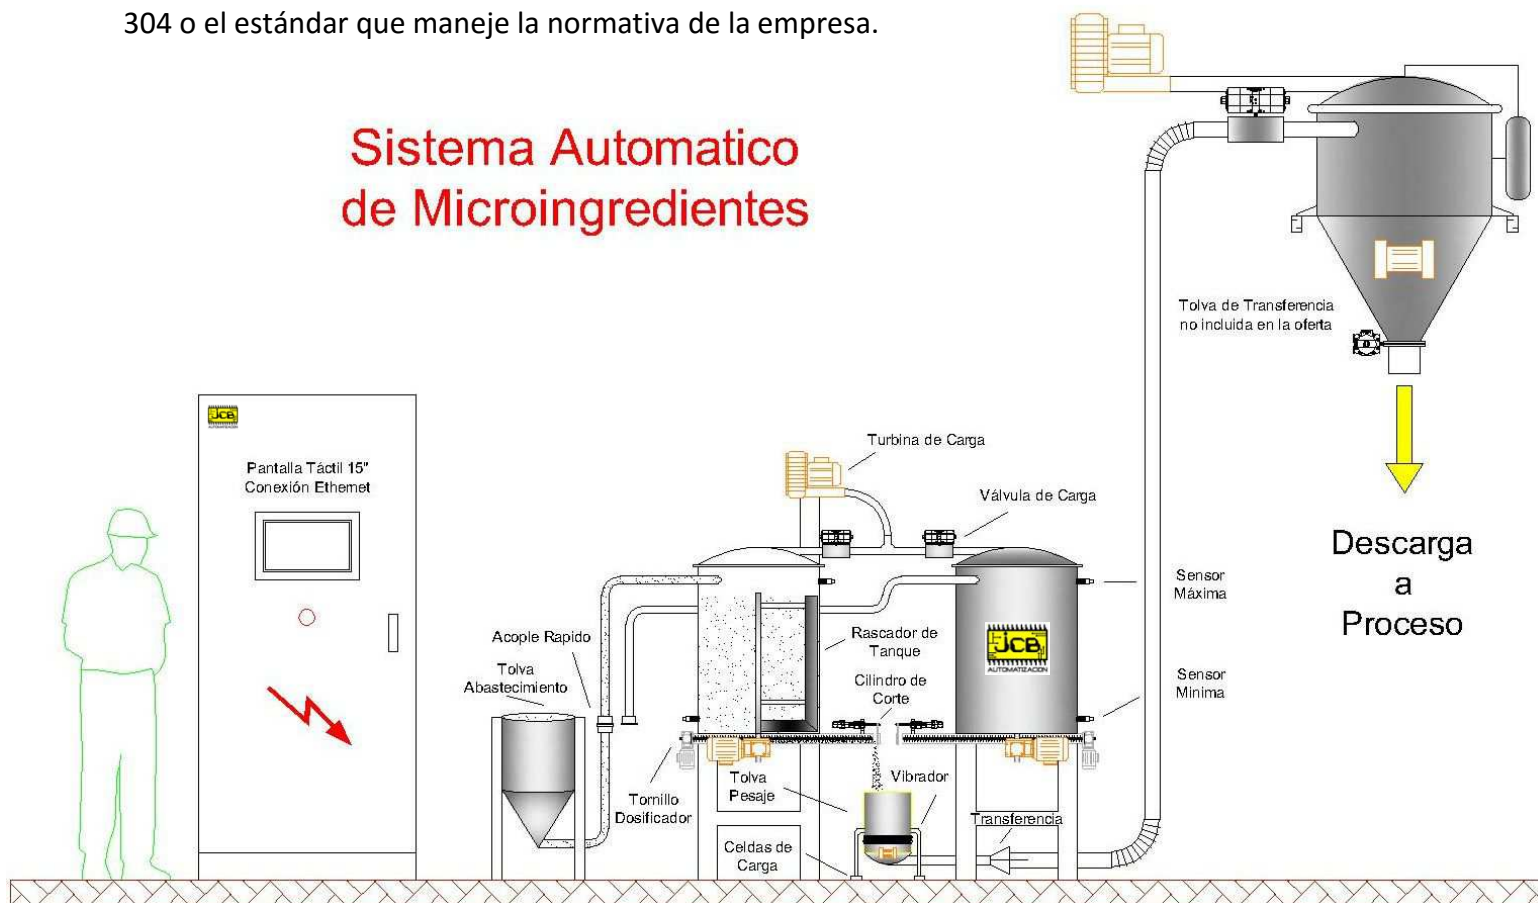 304 o el estándar que maneje la normativa de la empresa.
Sistema Automatico
de Microingredientes
Tolva de Transferencia
no incluida en la oferta
JCB
AUTOMATIZACION
Pantalla Táctil 15"
Conexión Ethernet
Turbina de Carga
Válvula de Carga
Descarga
a
Proceso
Sensor
Máxima
Acople Rapido
Tolva
Abastecimiento
Rascador de
Tanque
Cilindro de
Corte
JCB
AUTOMATIZACION
Sensor
Minima
Tornillo
Dosificador
Tolva
Pesaje
Vibrador
Transferencia
Celdas de
Carga